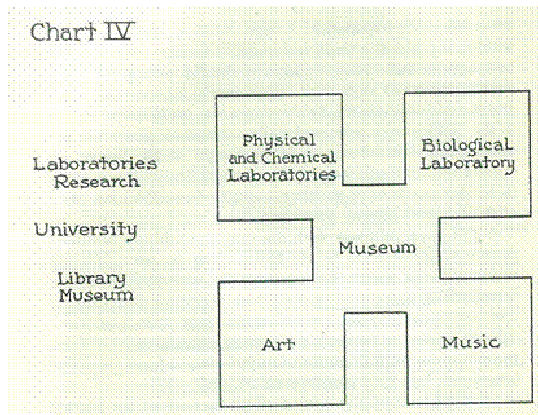 Chart IV
Physical
and Chemical
Laboratories
Biological
Laboratory
Laboratories
Research
University
Museum
Library
Museum
Art
Music